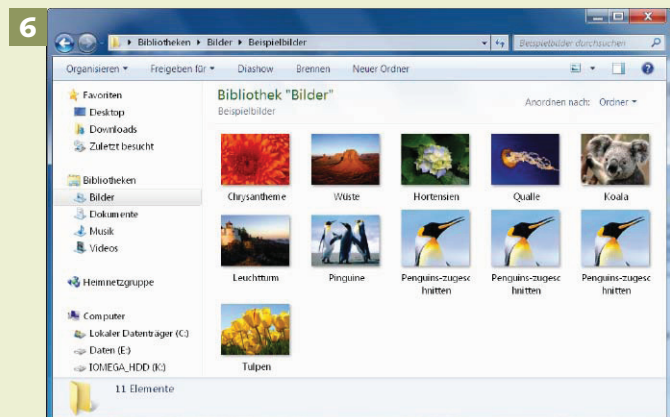 6
Bibliotheken Bilder Beispielbilder
Beispielbilder durchsuchen
Organisieren Freigeben für Diashow Brennen Neuer Ordner
Favoriten
Desktop
Downloads
Zuletzt besucht
Bibliotheken
Bilder
Dokumente
Musik
Videos
Heimnetzgruppe
Computer
Lokaler Datenträger (C:)
Daten (E:)
IOMEGA_HDD (K:)
Bibliothek "Bilder"
Beispielbilder
Anordnen nach: Ordner
Chrysantheme Wüste Hortensien Qualle Koala
Leuchtturm Pinguine Penguins-zugesc Penguins-zugesc Penguins-zugesc
hnitten hnitten hnitten
Tulpen
11 Elemente